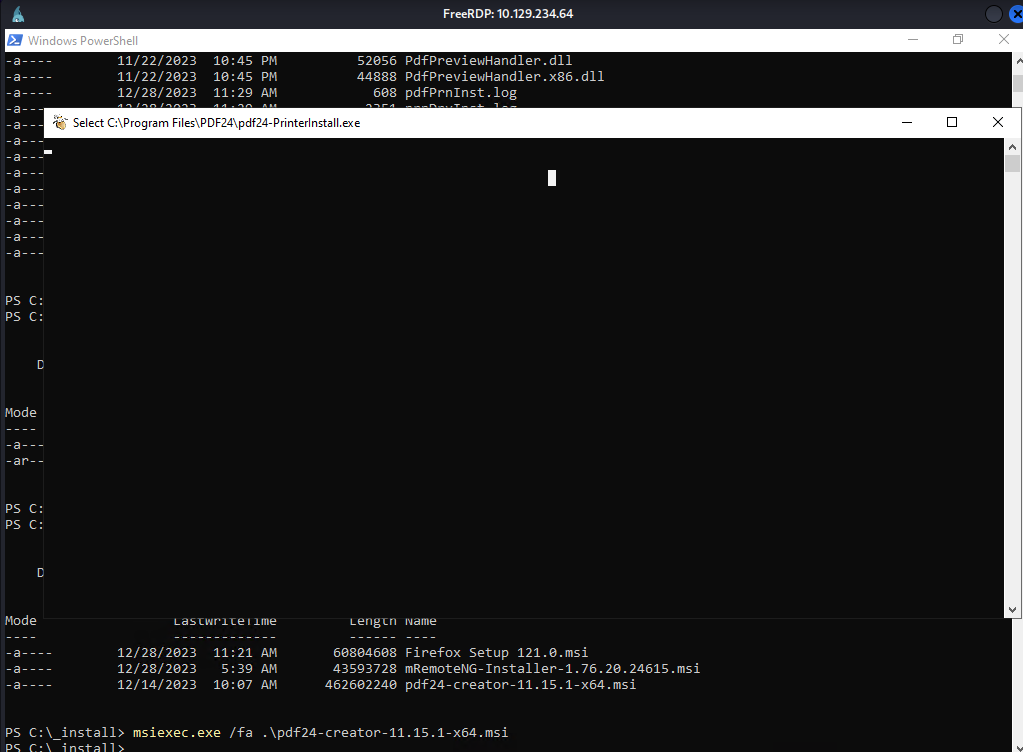 FreeRDP: 10.129.234.64
Windows PowerShell
-a---- 11/22/2023 10:45 PM 52056 PdfPreviewHandler.dll
-a---- 11/22/2023 10:45 PM 44888 PdfPreviewHandler.x86.dll
-a---- 12/28/2023 11:29 AM 608 pdfPrnInst.log
-a---
Select C:\Program Files\PDF24\pdf24-PrinterInstall.exe
-a---
-a---
-a---
-a---
-a---
-a---
-a---
-a---
-a---
PS C:
PS C:
D
Mode
----
-a---
-ar--
PS C:
PS C:
D
Mode LastWriteTime Length Name
---- ------------- ------ ----
-a---- 12/28/2023 11:21 AM 60804608 Firefox Setup 121.0.msi
-a---- 12/28/2023 5:39 AM 43593728 mRemoteNG-Installer-1.76.20.24615.msi
-a---- 12/14/2023 10:07 AM 462602240 pdf24-creator-11.15.1-x64.msi
PS C:\_install> msiexec.exe /fa .\pdf24-creator-11.15.1-x64.msi
PS C:\_install>